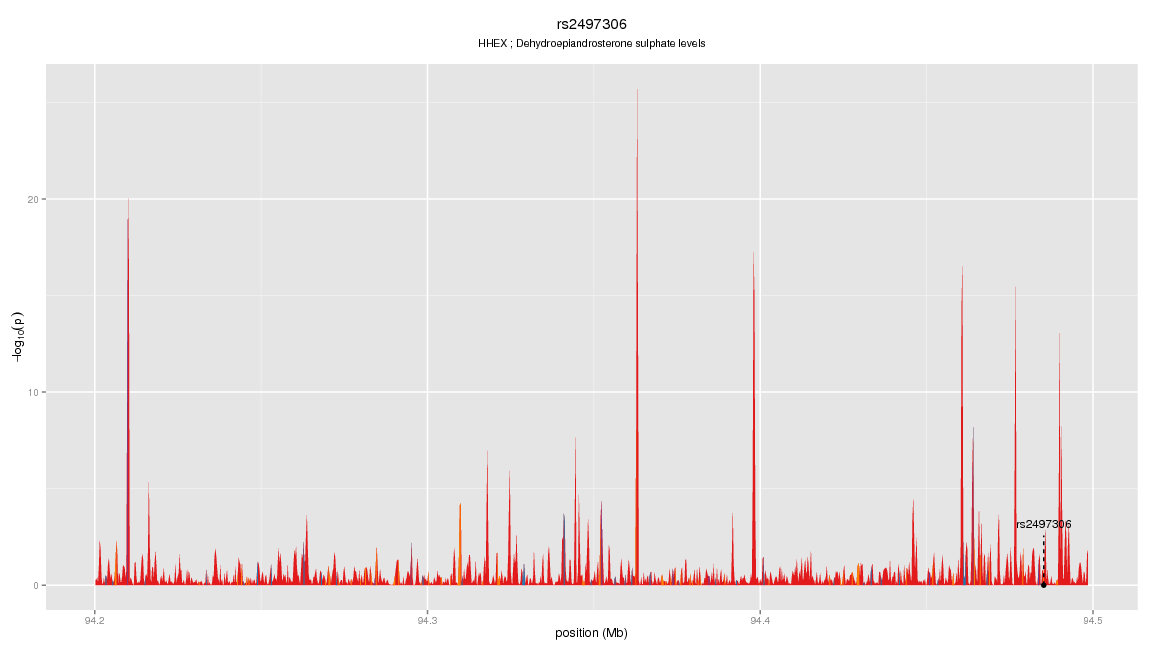 rs2497306
HHEX ; Dehydroepiandrosterone sulphate levels
−log10(p)
20
10
0
rs2497306
94.2
94.3
94.4
94.5
position (Mb)